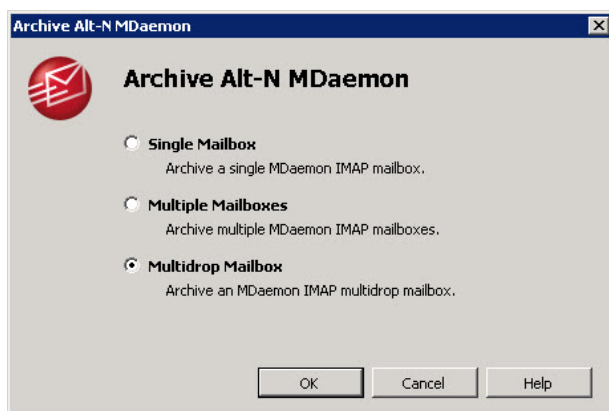 Archive Alt-N MDaemon
Archive Alt-N MDaemon
Single Mailbox
Archive a single MDaemon IMAP mailbox.
Multiple Mailboxes
Archive multiple MDaemon IMAP mailboxes.
Multidrop Mailbox
Archive an MDaemon IMAP multidrop mailbox.
OK Cancel Help